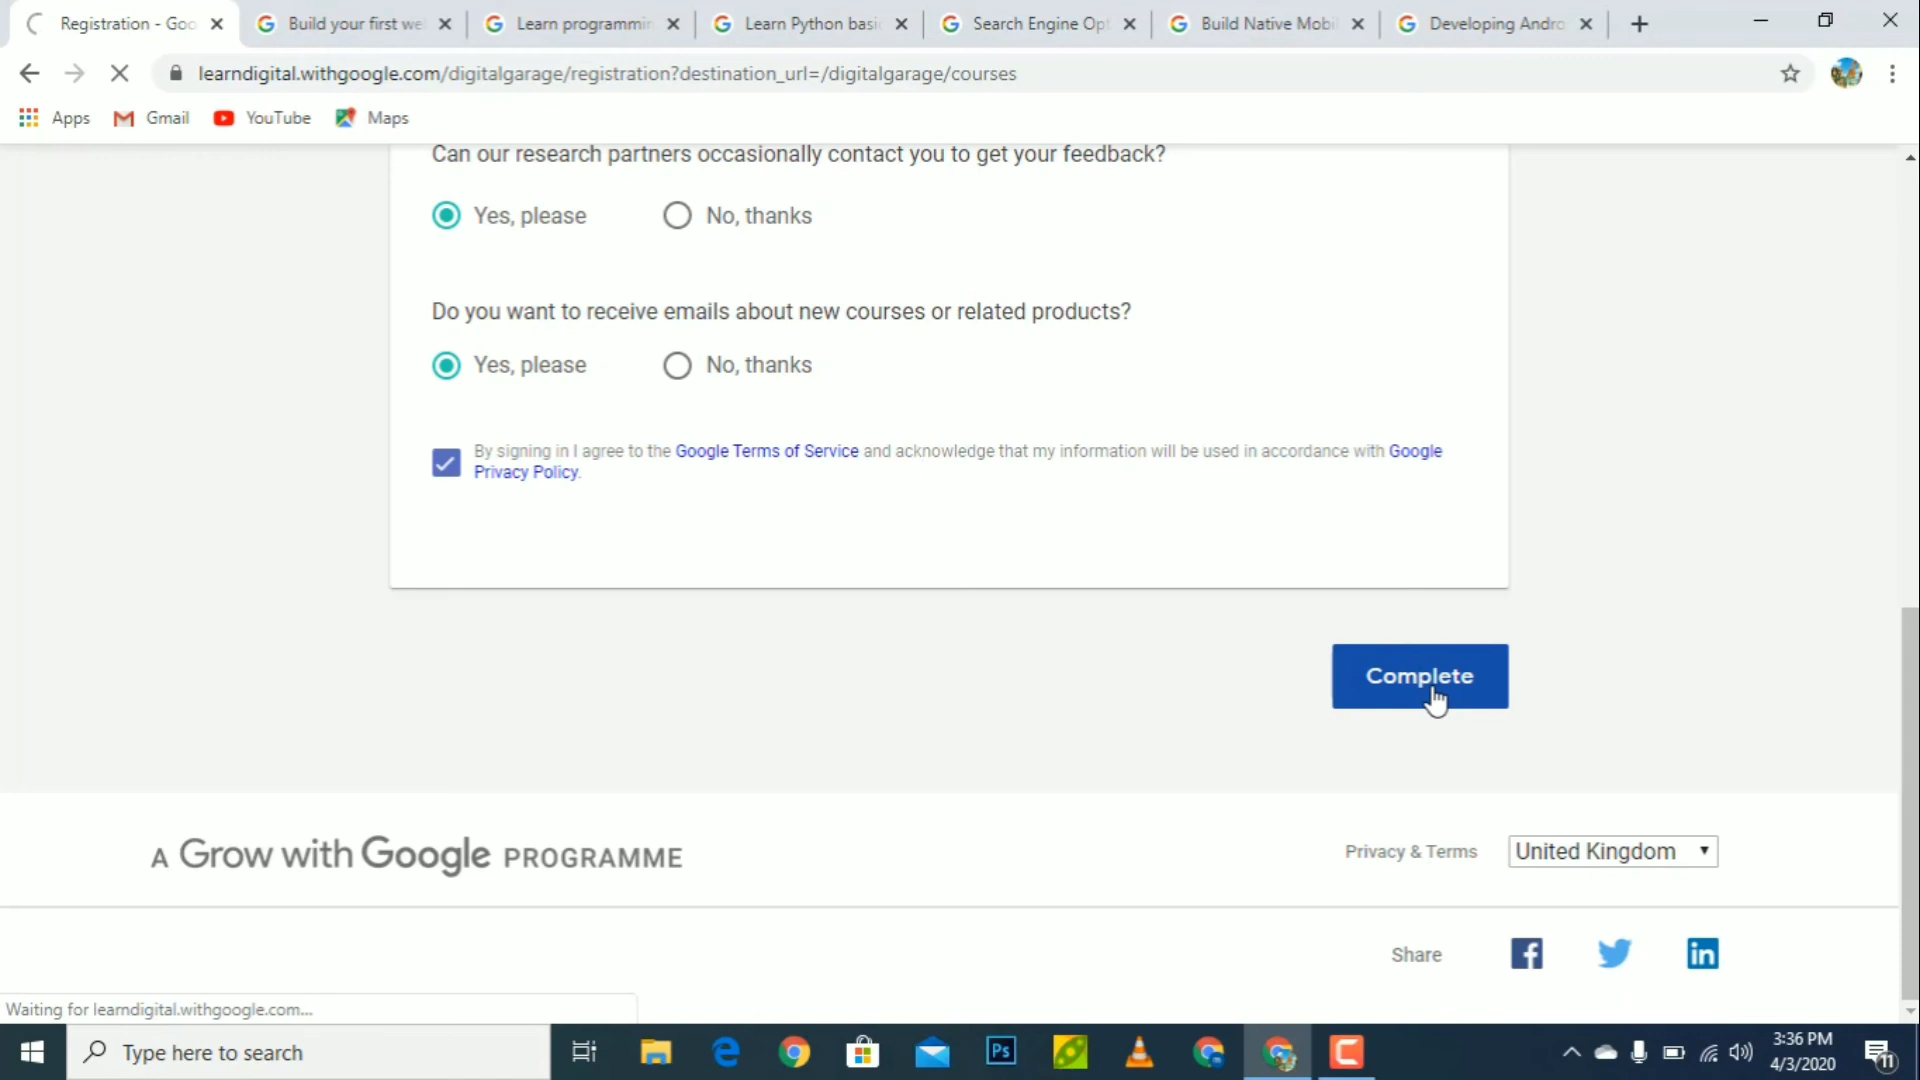 Registration - Goo
Build your first we
Learn programmin
Learn Python basic
Search Engine Opt
Build Native Mobi
Developing Andro
learndigital.withgoogle.com/digitalgarage/registration?destination_url=/digitalgarage/courses
Apps Gmail YouTube Maps
Can our research partners occasionally contact you to get your feedback?
Yes, please No, thanks
Do you want to receive emails about new courses or related products?
Yes, please No, thanks
By signing in I agree to the Google Terms of Service and acknowledge that my information will be used in accordance with Google
Privacy Policy.
Complete
A Grow with Google PROGRAMME
Privacy & Terms United Kingdom
Share
Waiting for learndigital.withgoogle.com...
Type here to search
Ps
3:36 PM
4/3/2020
11